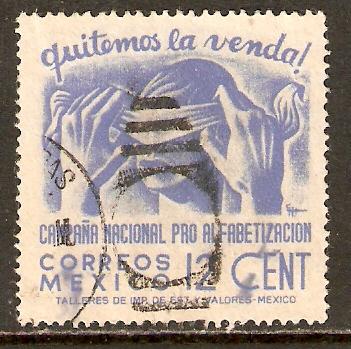 quitemos la venda!
CAMPAÑA NACIONAL PRO ALFABETIZACION
CORREOS
MEXICO 12 CENT
TALLERES DE IMP. DE EST. Y VALORES-MEXICO